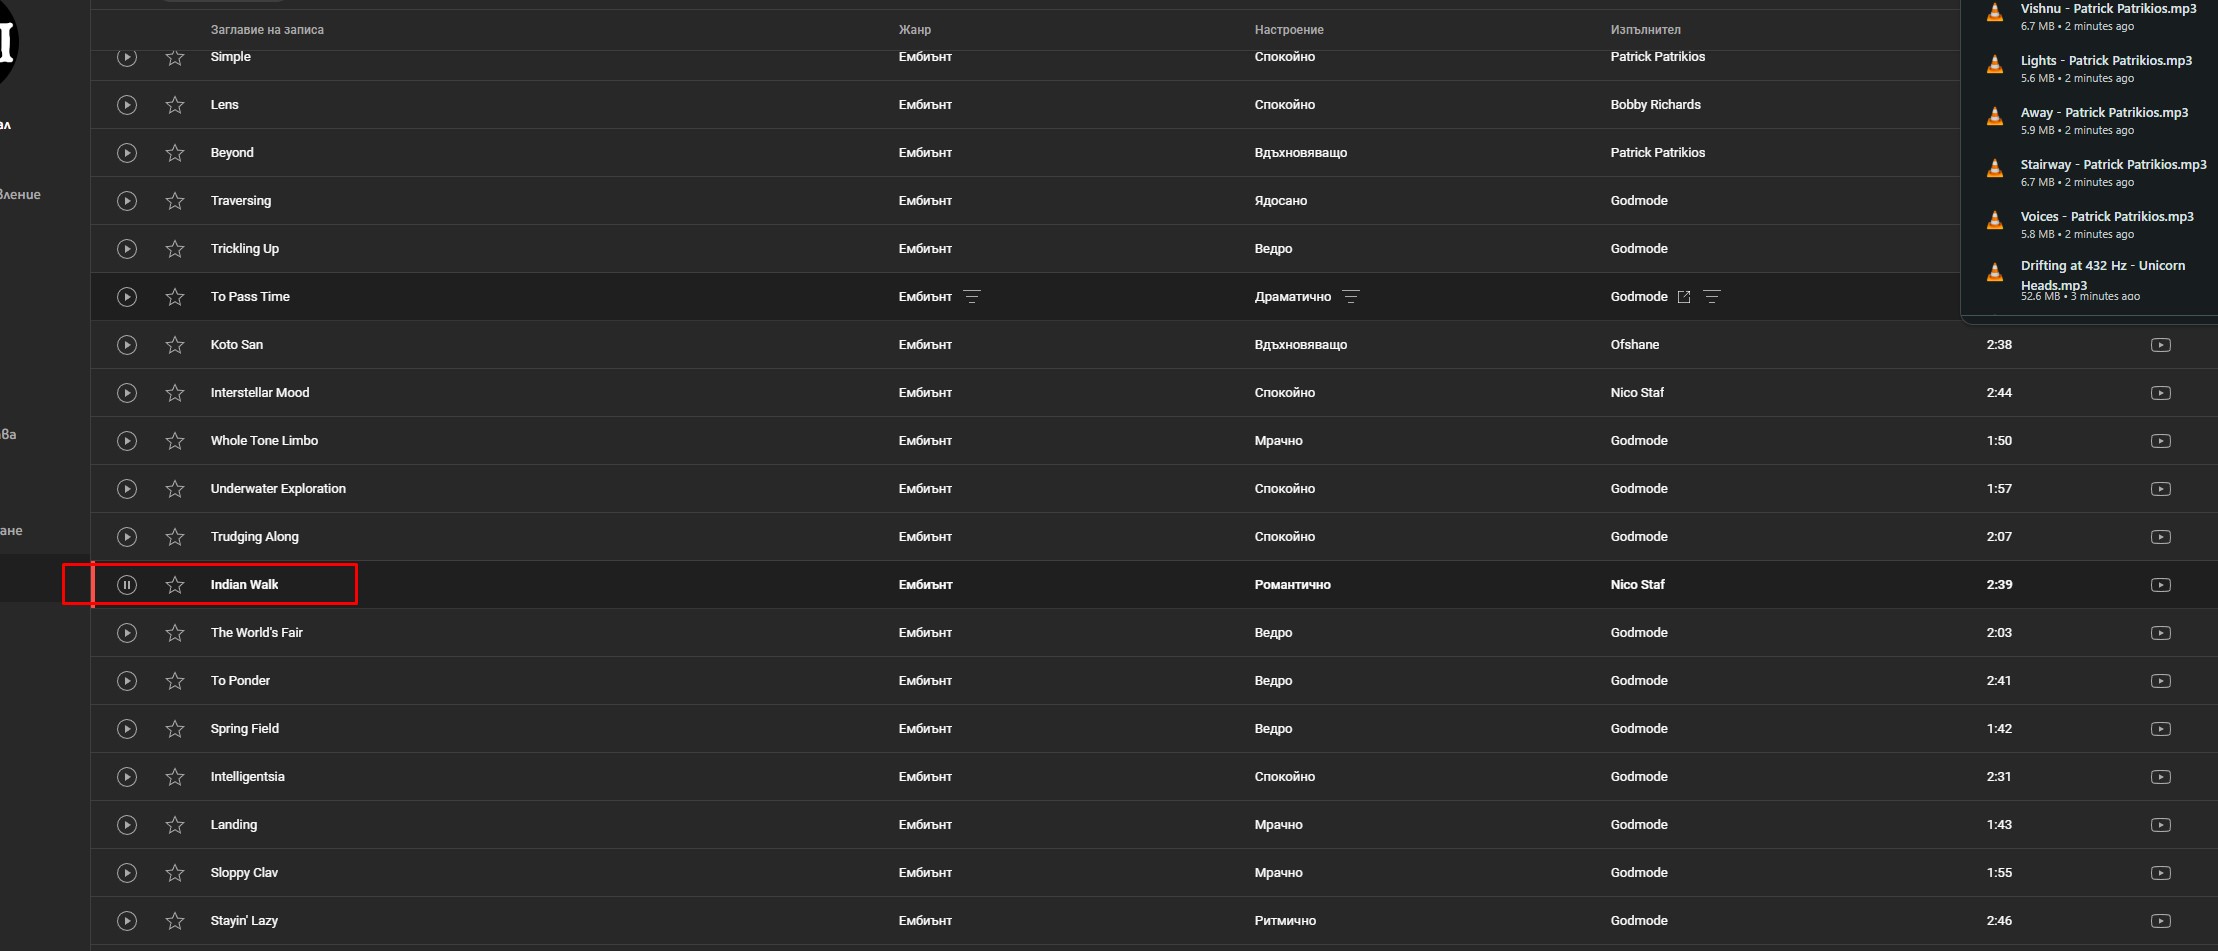 Заглавие на записа Жанр Настроение Изпълнител
Simple Ембиънт Спокойно Patrick Patrikios
Lens Ембиънт Спокойно Bobby Richards
Beyond Ембиънт Вдъхновяващо Patrick Patrikios
Traversing Ембиънт Ядосано Godmode
Trickling Up Ембиънт Ведро Godmode
To Pass Time Ембиънт Драматично Godmode
Koto San Ембиънт Вдъхновяващо Ofshane 2:38
Interstellar Mood Ембиънт Спокойно Nico Staf 2:44
Whole Tone Limbo Ембиънт Мрачно Godmode 1:50
Underwater Exploration Ембиънт Спокойно Godmode 1:57
Trudging Along Ембиънт Спокойно Godmode 2:07
Indian Walk Ембиънт Романтично Nico Staf 2:39
The World's Fair Ембиънт Ведро Godmode 2:03
To Ponder Ембиънт Ведро Godmode 2:41
Spring Field Ембиънт Ведро Godmode 1:42
Intelligentsia Ембиънт Спокойно Godmode 2:31
Landing Ембиънт Мрачно Godmode 1:43
Sloppy Clav Ембиънт Мрачно Godmode 1:55
Stayin' Lazy Ембиънт Ритмично Godmode 2:46
Vishnu - Patrick Patrikios.mp3
6.7 MB • 2 minutes ago
Lights - Patrick Patrikios.mp3
5.6 MB • 2 minutes ago
Away - Patrick Patrikios.mp3
5.9 MB • 2 minutes ago
Stairway - Patrick Patrikios.mp3
6.7 MB • 2 minutes ago
Voices - Patrick Patrikios.mp3
5.8 MB • 2 minutes ago
Drifting at 432 Hz - Unicorn
Heads.mp3
52.6 MB • 3 minutes ago